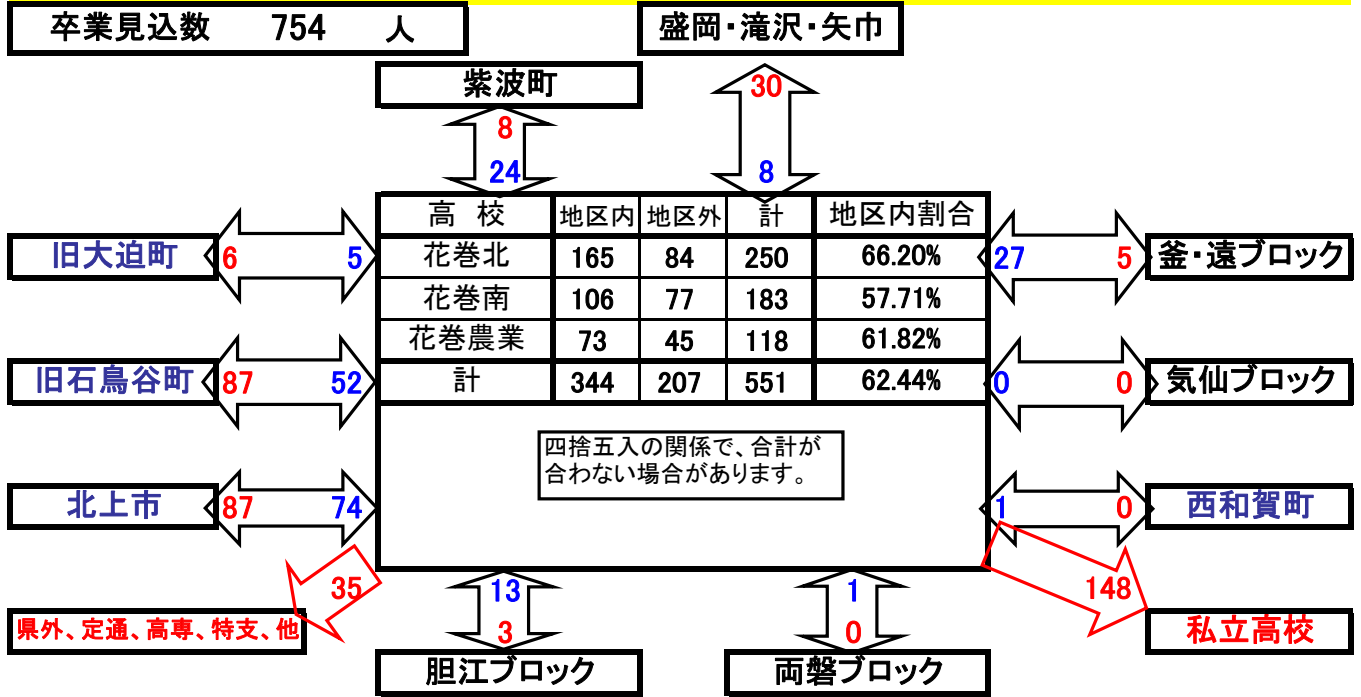 卒業見込数 754 人
盛岡・滝沢・矢巾
紫波町
30
8
24
8
高 校 地区内 地区外 計 地区内割合
花巻北 165 84 250 66.20%
花巻南 106 77 183 57.71%
花巻農業 73 45 118 61.82%
計 344 207 551 62.44%
旧大迫町
6 5
27 5
釜・遠ブロック
旧石鳥谷町
87 52
0 0
気仙ブロック
四捨五入の関係で、合計が
合わない場合があります。
北上市
87 74
1 0
西和賀町
35
13
3
1
0
148
県外、定通、高専、特支、他
私立高校
胆江ブロック
両磐ブロック